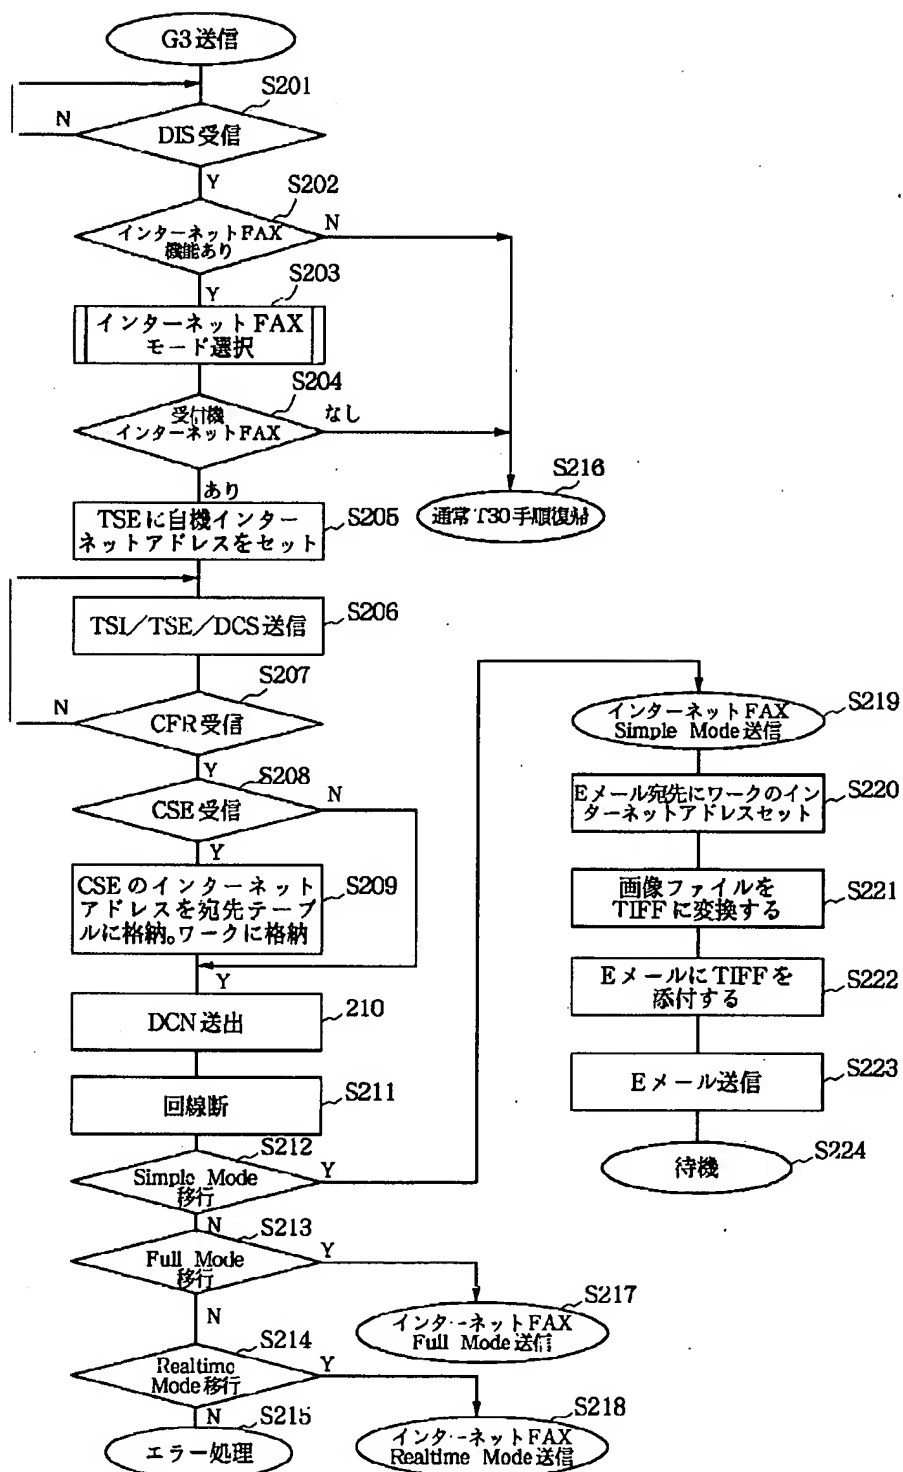 G3送信
S201
N
DIS受信
Y
S202
インターネットFAX
機能あり
N
Y
S203
インターネットFAX
モード選択
S204
受付機
インターネットFAX
なし
あり
S205
TSEに自機インター
ネットアドレスをセット
S216
通常T30手順復帰
S206
TSI/TSE/DCS送信
S207
N
CFR受信
Y
S208
CSE受信
N
Y
S209
CSEのインターネット
アドレスを宛先テーブ
ルに格納。ワークに格納
Y
210
DCN送出
S211
回線断
S212
Simple Mode
移行
Y
N
S213
Full Mode
移行
Y
N
S217
インターネットFAX
Full Mode送信
S214
Realtime
Mode移行
Y
N
S215
エラー処理
S218
インターネットFAX
Realtime Mode送信
S219
インターネットFAX
Simple Mode送信
S220
Eメール宛先にワークのイン
ターネットアドレスセット
S221
画像ファイルを
TIFFに変換する
S222
EメールにTIFFを
添付する
S223
Eメール送信
S224
待機